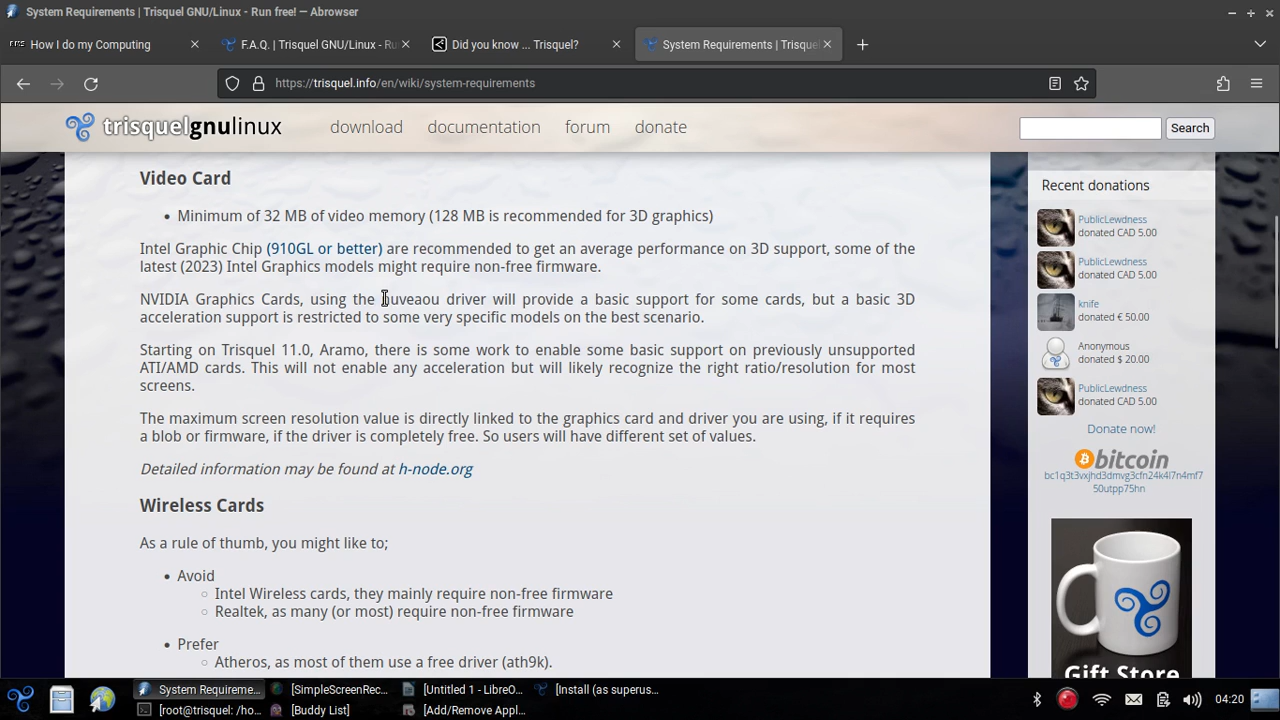 System Requirements | Trisquel GNU/Linux - Run free! — Abrowser
How I do my Computing
F.A.Q. | Trisquel GNU/Linux - Ru
Did you know ... Trisquel?
System Requirements | Trisque
https://trisquel.info/en/wiki/system-requirements
trisquelgnulinux
download
documentation
forum
donate
Search
Video Card
• Minimum of 32 MB of video memory (128 MB is recommended for 3D graphics)
Intel Graphic Chip (910GL or better) are recommended to get an average performance on 3D support, some of the
latest (2023) Intel Graphics models might require non-free firmware.
NVIDIA Graphics Cards, using the nuveaou driver will provide a basic support for some cards, but a basic 3D
acceleration support is restricted to some very specific models on the best scenario.
Starting on Trisquel 11.0, Aramo, there is some work to enable some basic support on previously unsupported
ATI/AMD cards. This will not enable any acceleration but will likely recognize the right ratio/resolution for most
screens.
The maximum screen resolution value is directly linked to the graphics card and driver you are using, if it requires
a blob or firmware, if the driver is completely free. So users will have different set of values.
Detailed information may be found at h-node.org
Wireless Cards
As a rule of thumb, you might like to;
• Avoid
○ Intel Wireless cards, they mainly require non-free firmware
○ Realtek, as many (or most) require non-free firmware
• Prefer
○ Atheros, as most of them use a free driver (ath9k).
Recent donations
PublicLewdness
donated CAD 5.00
PublicLewdness
donated CAD 5.00
knife
donated € 50.00
Anonymous
donated $ 20.00
PublicLewdness
donated CAD 5.00
Donate now!
bitcoin
bc1q3t3vxjhd3dmvg3cfn24k4l7n4mf7
50utpp75hn
Gift Store
System Requireme...
[SimpleScreenRec...
[Untitled 1 - LibreO...
[Install (as superus...
[root@trisquel: /ho...
[Buddy List]
[Add/Remove Appl...
04:20